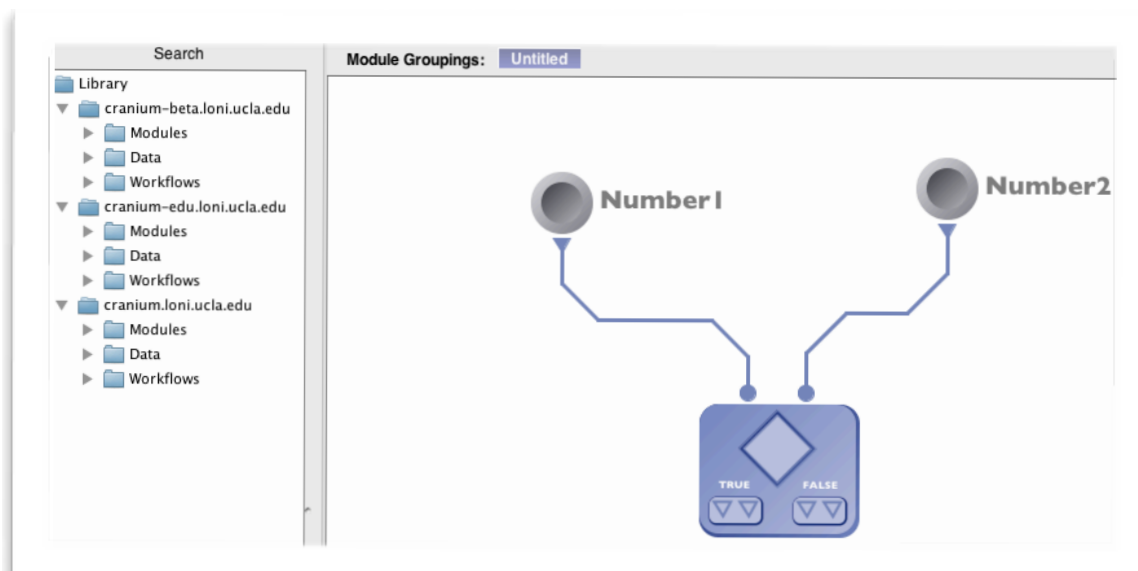 Search
Library
cranium-beta.loni.ucla.edu
Modules
Data
Workflows
cranium-edu.loni.ucla.edu
Modules
Data
Workflows
cranium.loni.ucla.edu
Modules
Data
Workflows
Module Groupings: Untitled
Number1
Number2
TRUE FALSE